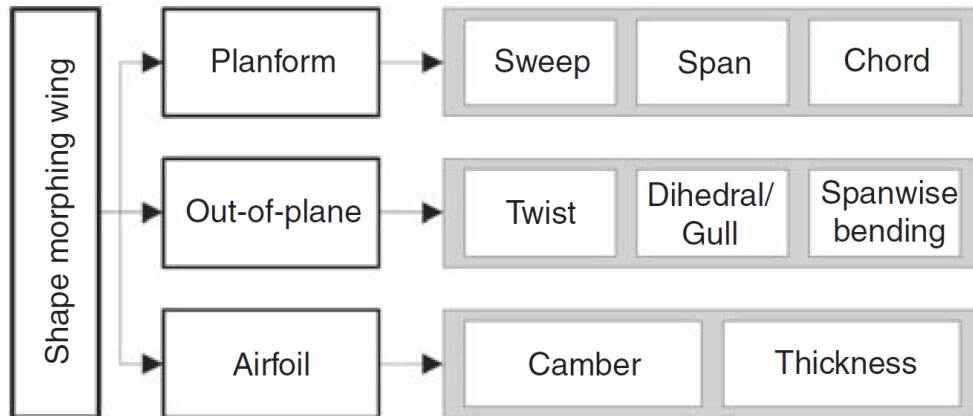 Shape morphing wing
Planform
Sweep
Span
Chord
Out-of-plane
Twist
Dihedral/
Gull
Spanwise
bending
Airfoil
Camber
Thickness